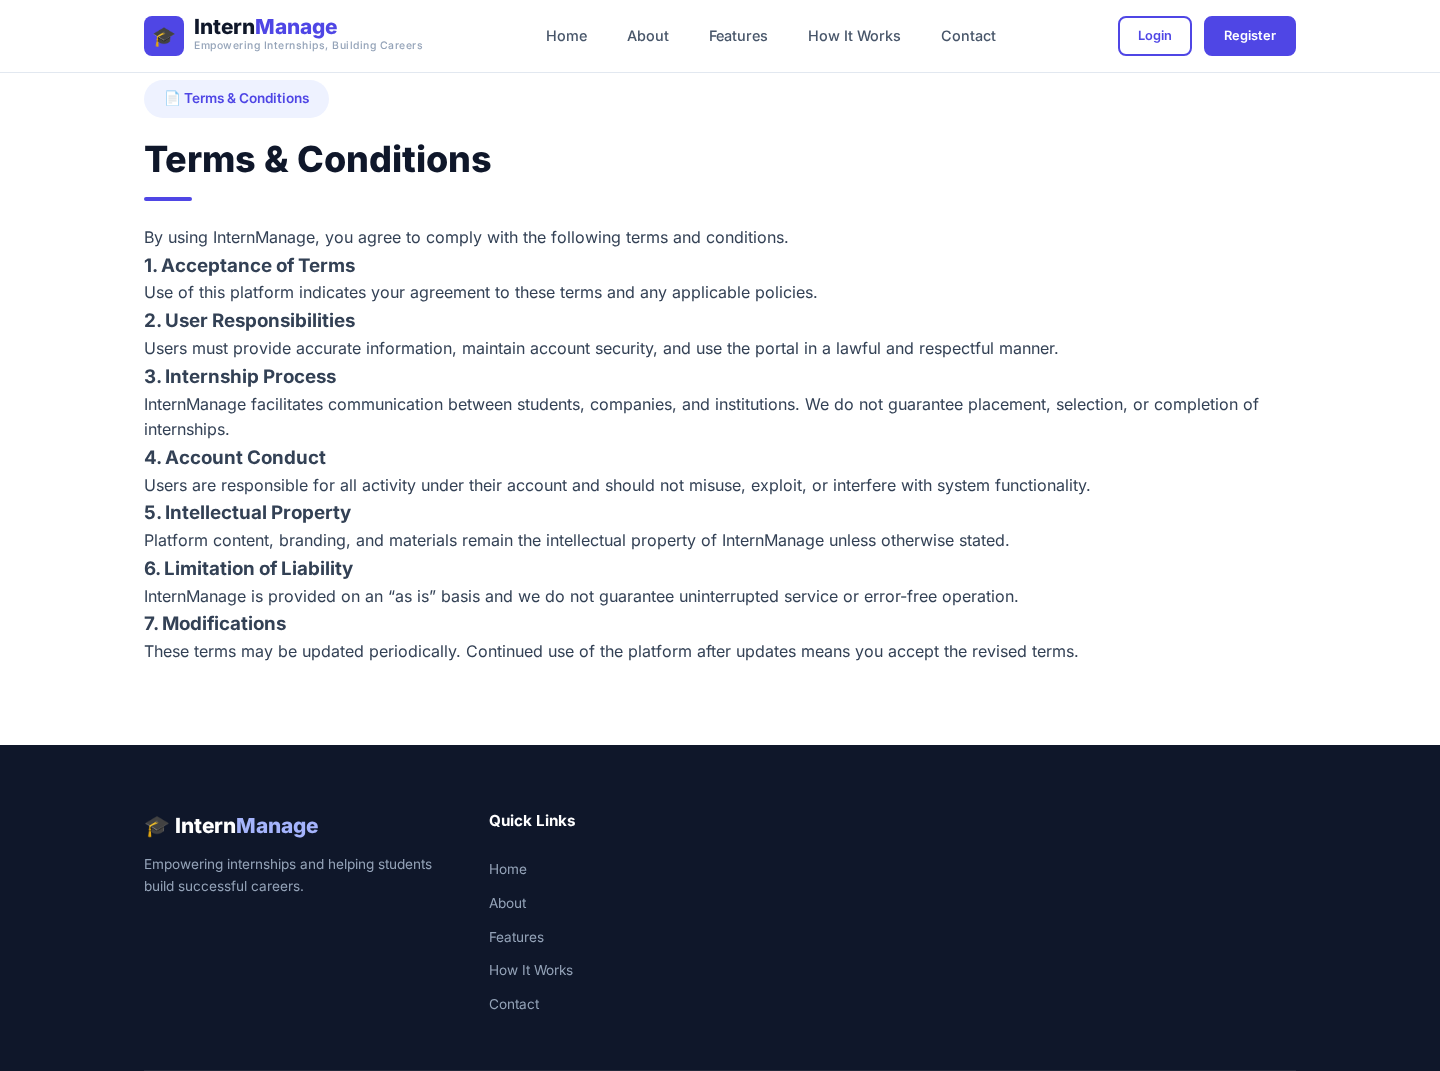 InternManage
Empowering Internships, Building Careers
Home
About
Features
How It Works
Contact
Login
Register
Terms & Conditions
Terms & Conditions
By using InternManage, you agree to comply with the following terms and conditions.
1. Acceptance of Terms
Use of this platform indicates your agreement to these terms and any applicable policies.
2. User Responsibilities
Users must provide accurate information, maintain account security, and use the portal in a lawful and respectful manner.
3. Internship Process
InternManage facilitates communication between students, companies, and institutions. We do not guarantee placement, selection, or completion of
internships.
4. Account Conduct
Users are responsible for all activity under their account and should not misuse, exploit, or interfere with system functionality.
5. Intellectual Property
Platform content, branding, and materials remain the intellectual property of InternManage unless otherwise stated.
6. Limitation of Liability
InternManage is provided on an “as is” basis and we do not guarantee uninterrupted service or error-free operation.
7. Modifications
These terms may be updated periodically. Continued use of the platform after updates means you accept the revised terms.
InternManage
Empowering internships and helping students
build successful careers.
Quick Links
Home
About
Features
How It Works
Contact